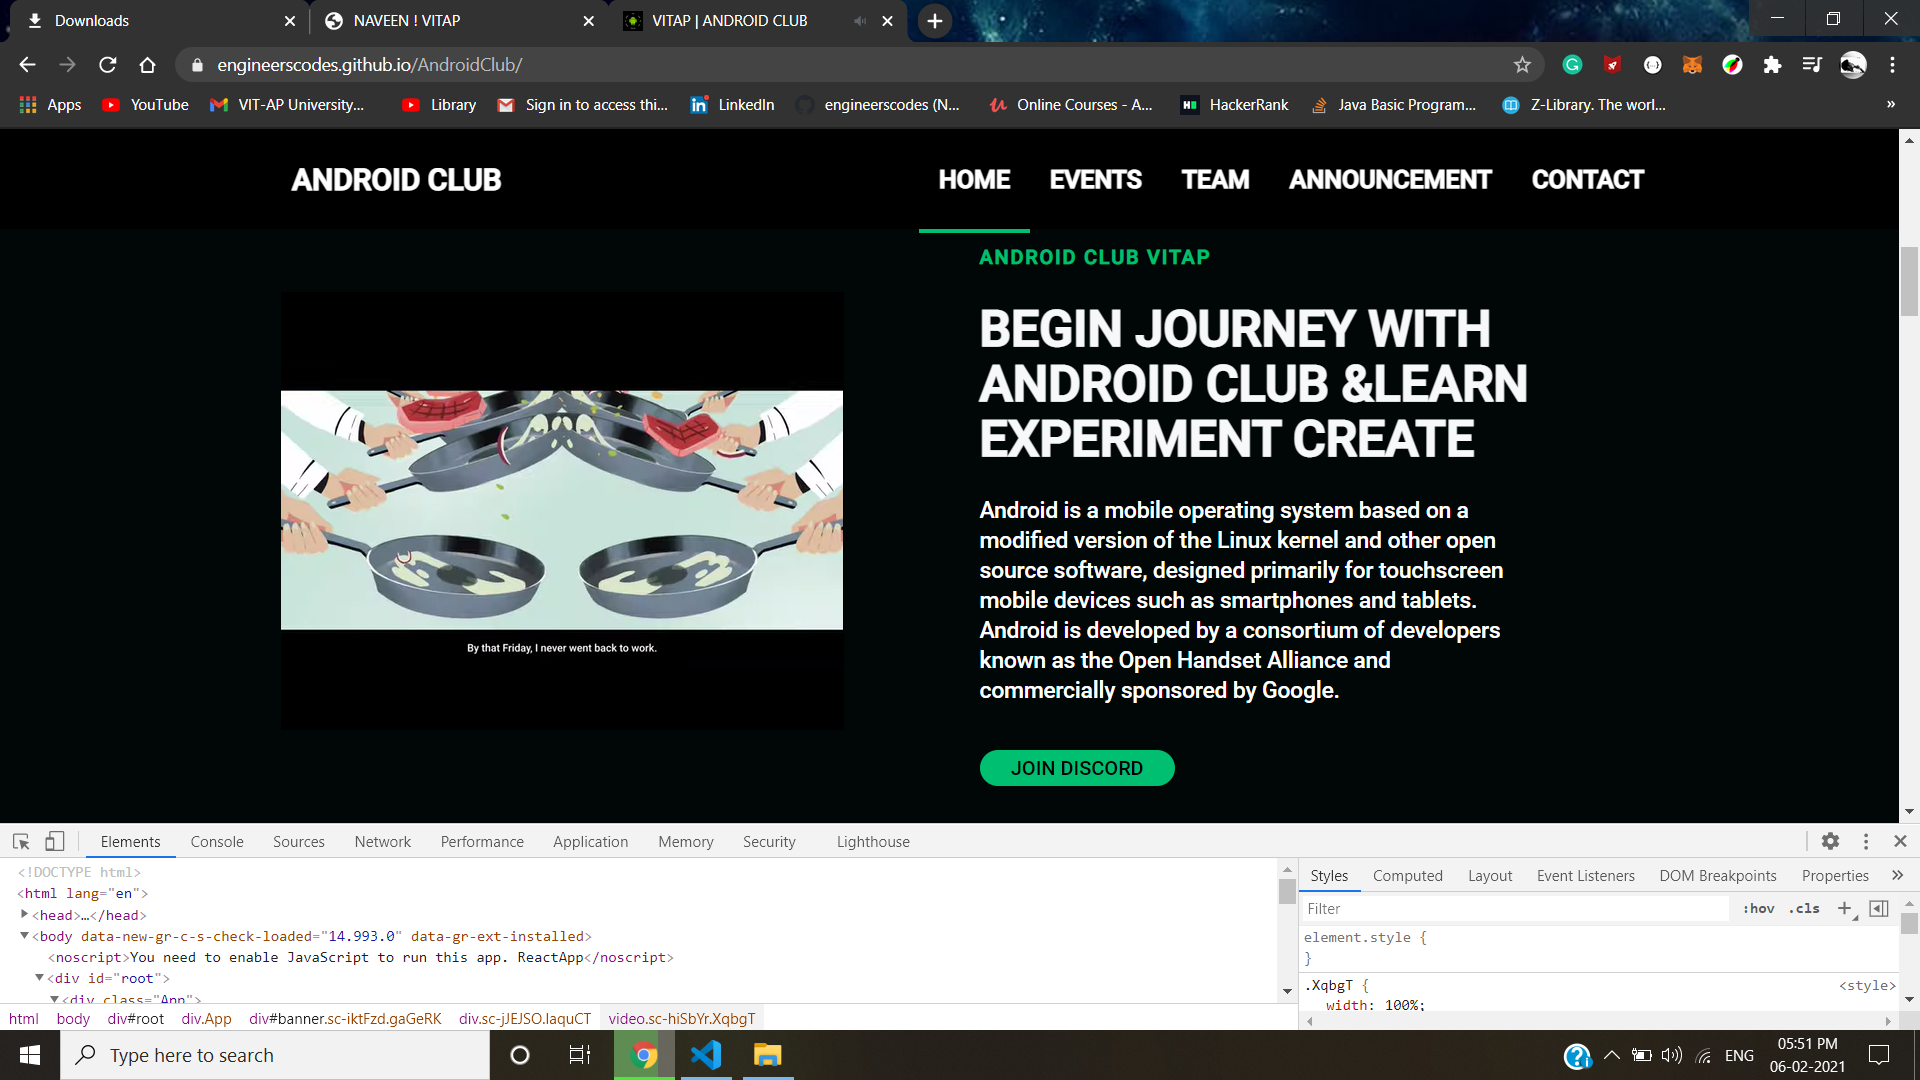 Downloads
NAVEEN ! VITAP
VITAP | ANDROID CLUB
engineerscodes.github.io/AndroidClub/
Apps
YouTube
VIT-AP University...
Library
Sign in to access thi...
LinkedIn
engineerscodes (N...
Online Courses - A...
HackerRank
Java Basic Program...
Z-Library. The worl...
»
ANDROID CLUB
HOME
EVENTS
TEAM
ANNOUNCEMENT
CONTACT
ANDROID CLUB VITAP
BEGIN JOURNEY WITH
ANDROID CLUB &LEARN
EXPERIMENT CREATE
Android is a mobile operating system based on a
modified version of the Linux kernel and other open
source software, designed primarily for touchscreen
mobile devices such as smartphones and tablets.
Android is developed by a consortium of developers
known as the Open Handset Alliance and
commercially sponsored by Google.
JOIN DISCORD
By that Friday, I never went back to work.
Elements
Console
Sources
Network
Performance
Application
Memory
Security
Lighthouse
<!DOCTYPE html>
<html lang="en">
<head>…</head>
<body data-new-gr-c-s-check-loaded="14.993.0" data-gr-ext-installed>
<noscript>You need to enable JavaScript to run this app. ReactApp</noscript>
<div id="root">
<div class="App">
html
body
div#root
div.App
div#banner.sc-iktFzd.gaGeRK
video.sc-hiSbYr.XqbgT
Styles
Computed
Layout
Event Listeners
DOM Breakpoints
Properties
»
Filter
:hov
.cls
element.style {
}
.XqbgT {
<style>
width: 100%;
Type here to search
ENG
05:51 PM
06-02-2021